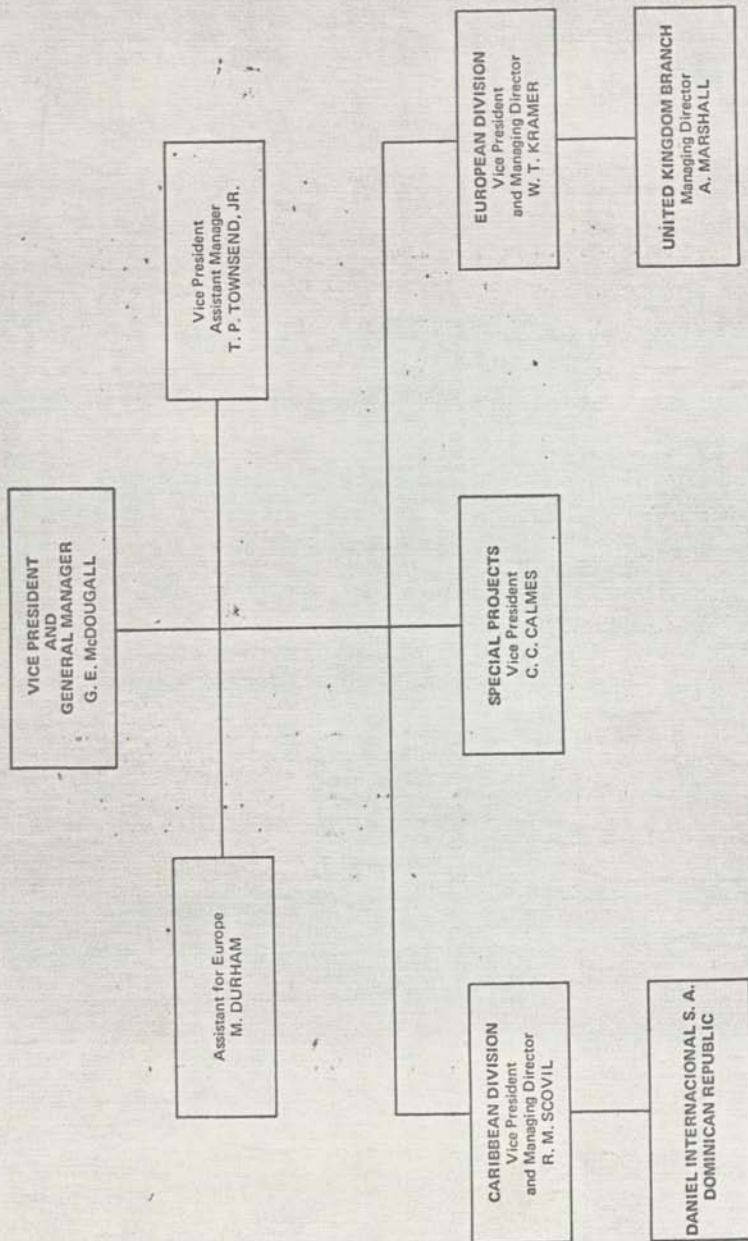 VICE PRESIDENT
AND
GENERAL MANAGER
G. E. McDOUGALL
Assistant for Europe
M. DURHAM
Vice President
Assistant Manager
T. P. TOWNSEND, JR.
CARIBBEAN DIVISION
Vice President
and Managing Director
R. M. SCOVIL
SPECIAL PROJECTS
Vice President
C. C. CALMES
EUROPEAN DIVISION
Vice President
and Managing Director
W. T. KRAMER
DANIEL INTERNACIONAL S. A.
DOMINICAN REPUBLIC
UNITED KINGDOM BRANCH
Managing Director
A. MARSHALL